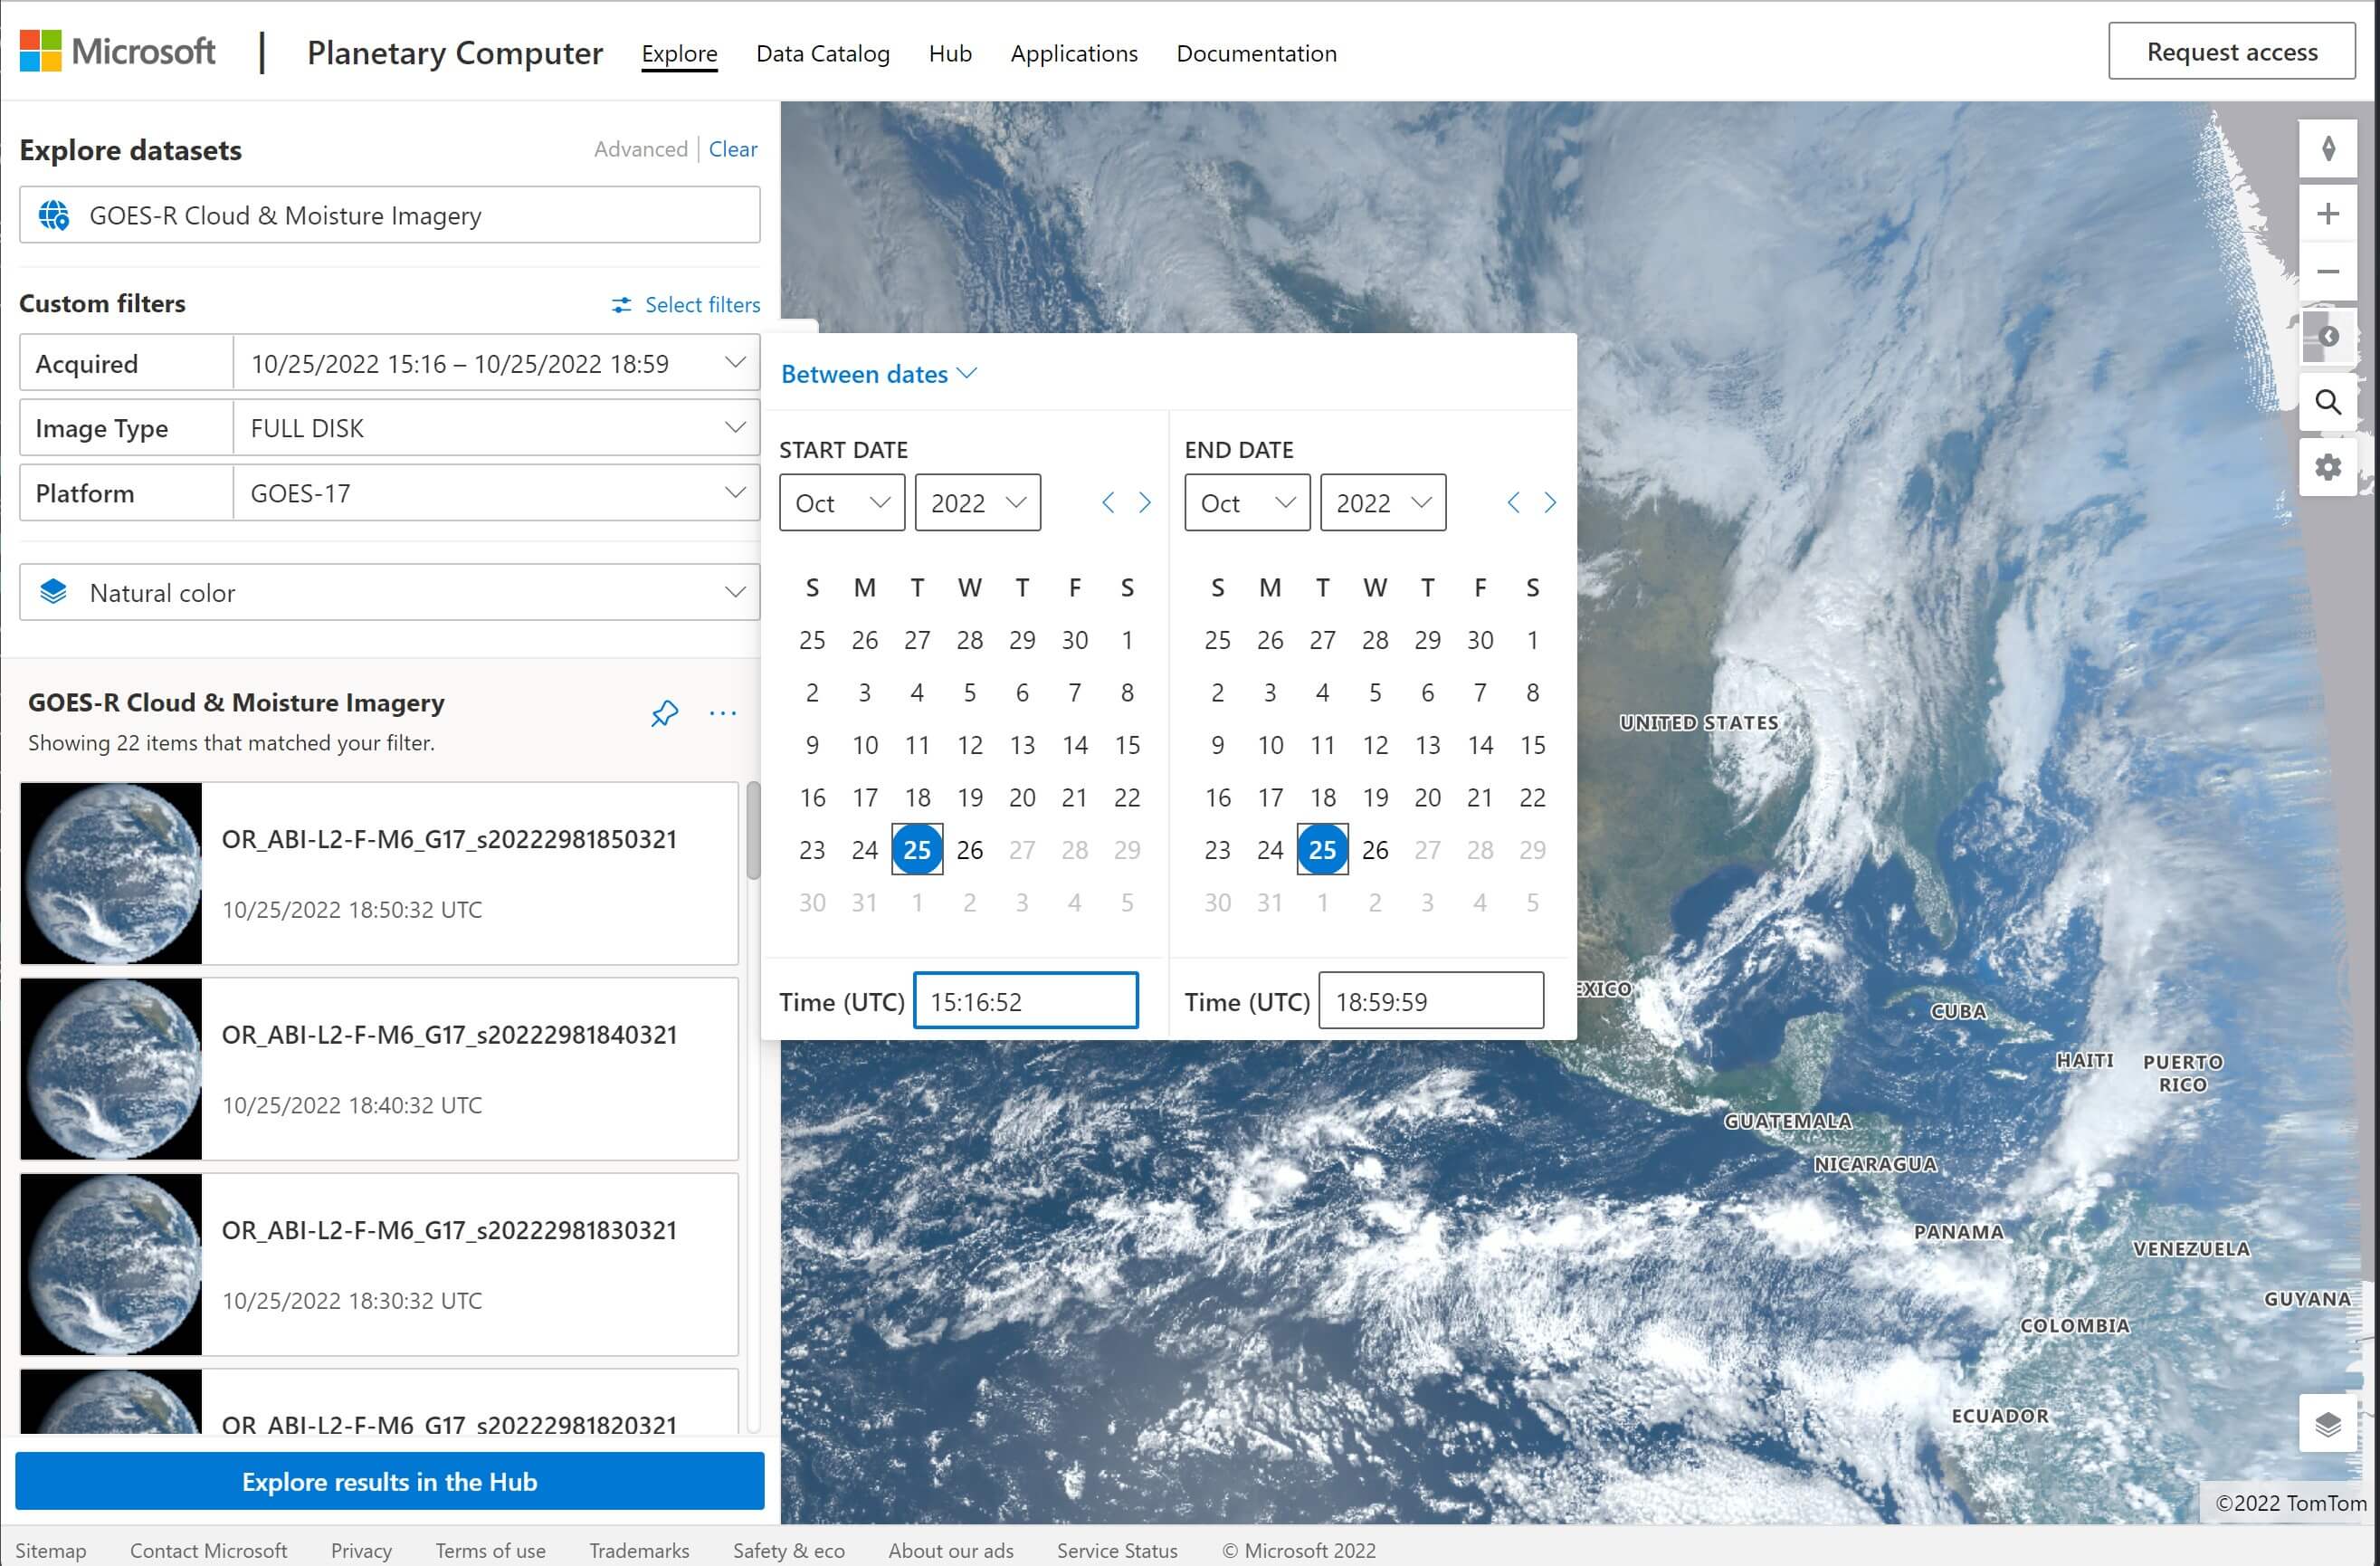 Microsoft | Planetary Computer Explore Data Catalog Hub Applications Documentation Request access
Explore datasets Advanced | Clear
GOES-R Cloud & Moisture Imagery
Custom filters Select filters
Acquired 10/25/2022 15:16 – 10/25/2022 18:59
Image Type FULL DISK
Platform GOES-17
Natural color
GOES-R Cloud & Moisture Imagery
Showing 22 items that matched your filter.
OR_ABI-L2-F-M6_G17_s20222981850321
10/25/2022 18:50:32 UTC
OR_ABI-L2-F-M6_G17_s20222981840321
10/25/2022 18:40:32 UTC
OR_ABI-L2-F-M6_G17_s20222981830321
10/25/2022 18:30:32 UTC
OR_ABI-L2-F-M6_G17_s20222981820321
Explore results in the Hub
Between dates
START DATE
Oct 2022
S M T W T F S
25 26 27 28 29 30 1
2 3 4 5 6 7 8
9 10 11 12 13 14 15
16 17 18 19 20 21 22
23 24 25 26 27 28 29
30 31 1 2 3 4 5
Time (UTC) 15:16:52
END DATE
Oct 2022
S M T W T F S
25 26 27 28 29 30 1
2 3 4 5 6 7 8
9 10 11 12 13 14 15
16 17 18 19 20 21 22
23 24 25 26 27 28 29
30 31 1 2 3 4 5
Time (UTC) 18:59:59
UNITED STATES
EXICO
CUBA
HAITI
PUERTO
RICO
GUATEMALA
NICARAGUA
PANAMA
VENEZUELA
GUYANA
COLOMBIA
ECUADOR
©2022 TomTom
Sitemap Contact Microsoft Privacy Terms of use Trademarks Safety & eco About our ads Service Status © Microsoft 2022